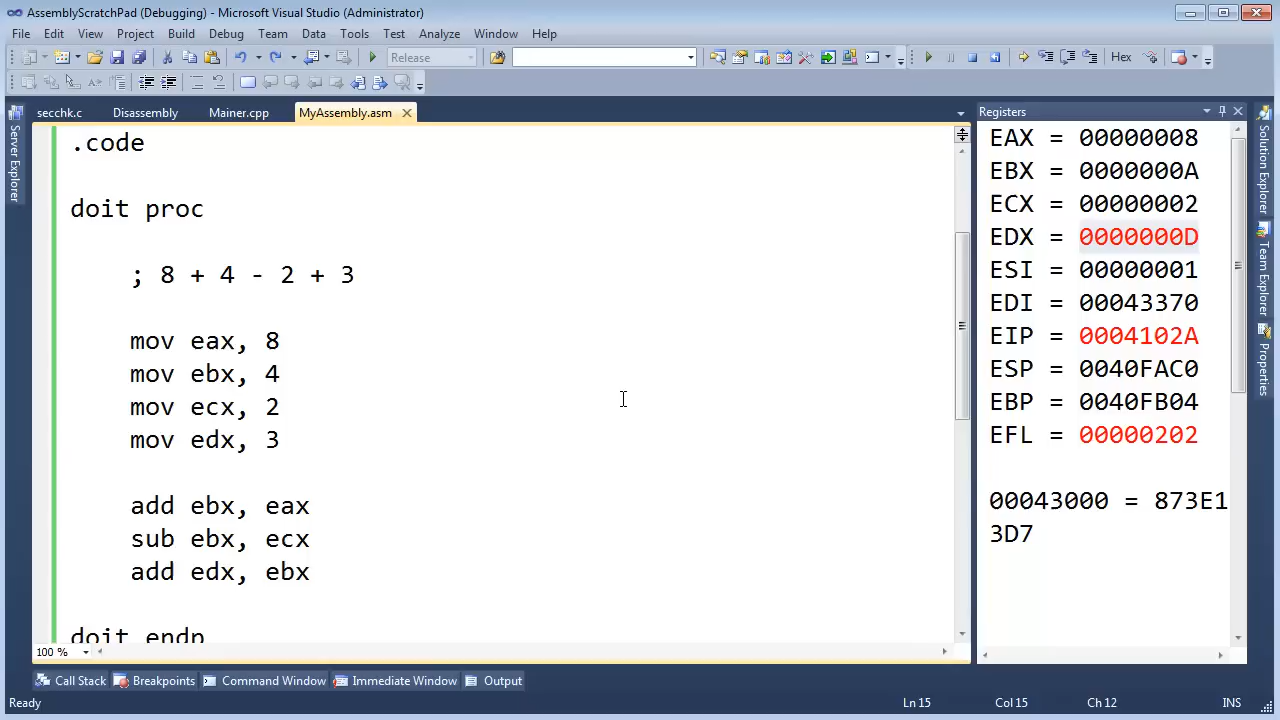 AssemblyScratchPad (Debugging) - Microsoft Visual Studio (Administrator)
File Edit View Project Build Debug Team Data Tools Test Analyze Window Help
Release Hex
secchk.c Disassembly Mainer.cpp MyAssembly.asm
Server Explorer
.code
doit proc
; 8 + 4 - 2 + 3
mov eax, 8
mov ebx, 4
mov ecx, 2
mov edx, 3
add ebx, eax
sub ebx, ecx
add edx, ebx
doit endp
100 %
Registers
EAX = 00000008
EBX = 0000000A
ECX = 00000002
EDX = 0000000D
ESI = 00000001
EDI = 00043370
EIP = 0004102A
ESP = 0040FAC0
EBP = 0040FB04
EFL = 00000202
00043000 = 873E1
3D7
Solution Explorer
Team Explorer
Properties
Call Stack Breakpoints Command Window Immediate Window Output
Ready Ln 15 Col 15 Ch 12 INS